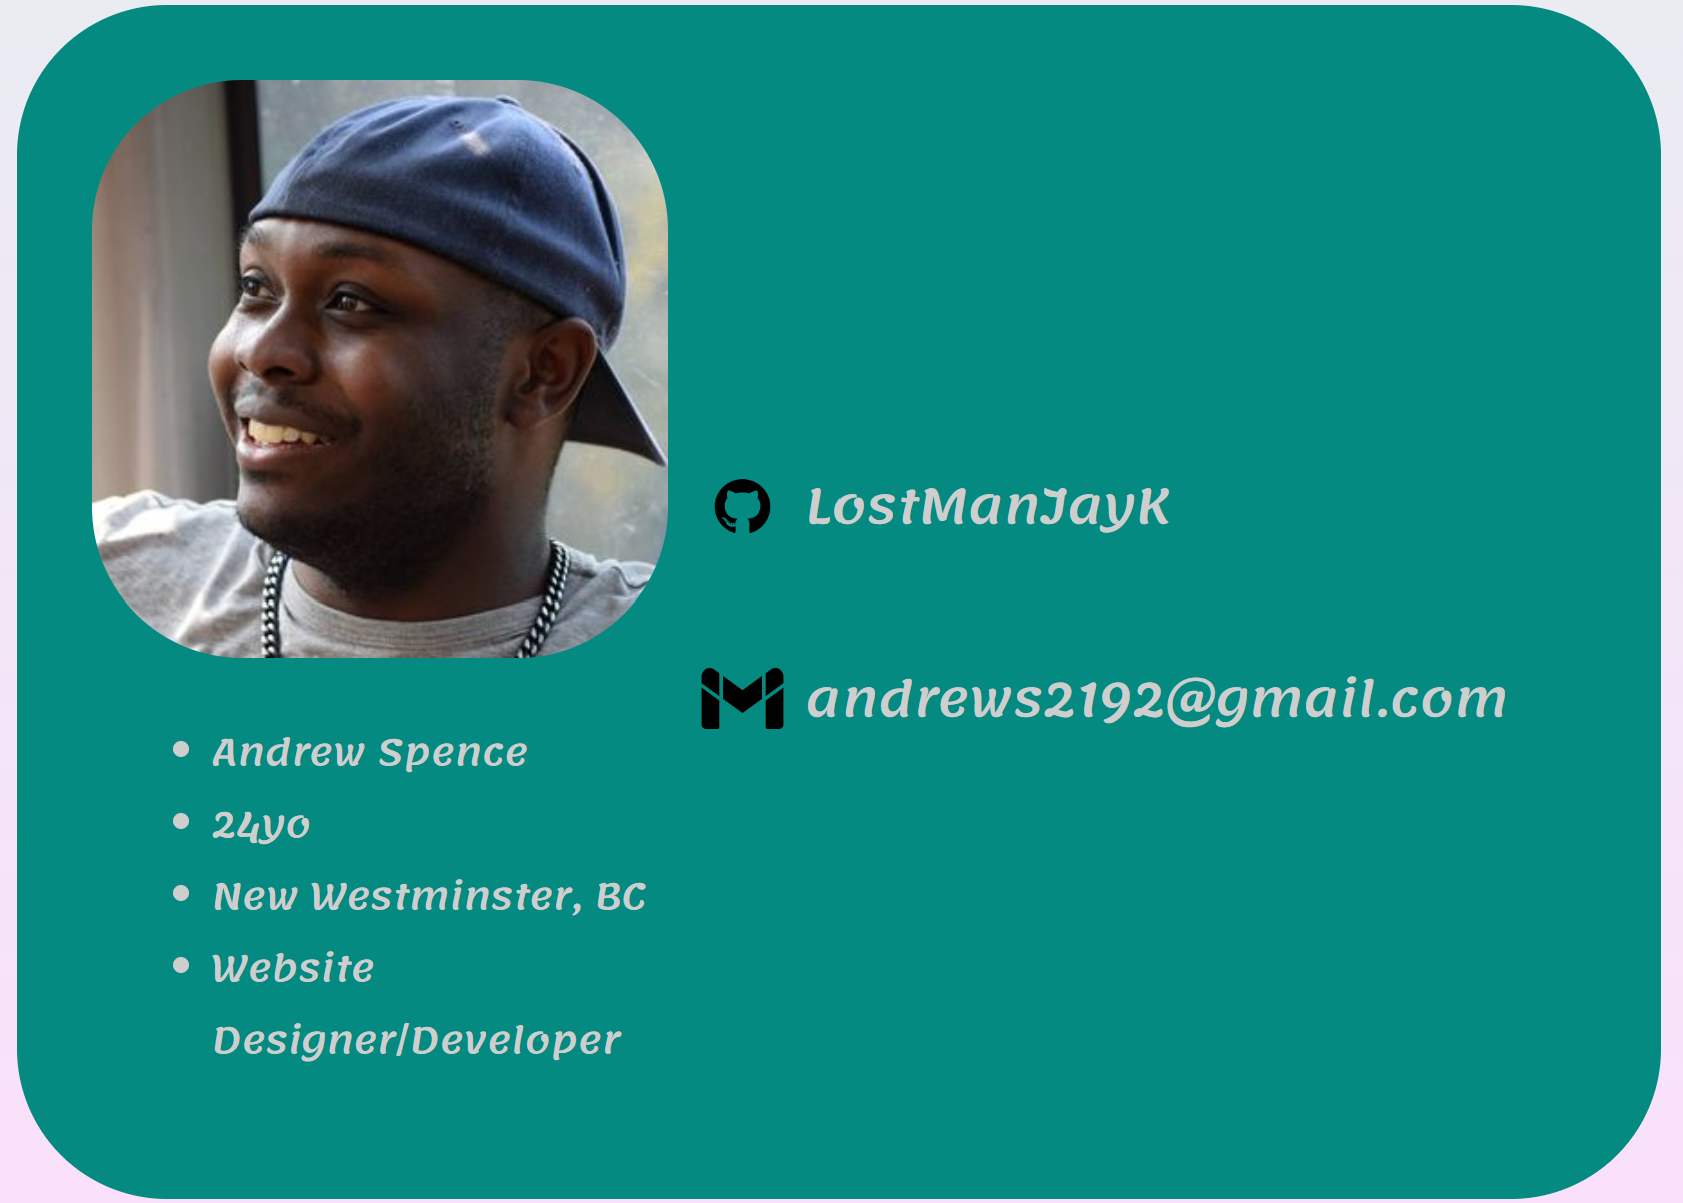 LostManJayK
andrews2192@gmail.com
Andrew Spence
24yo
New Westminster, BC
Website
Designer/Developer